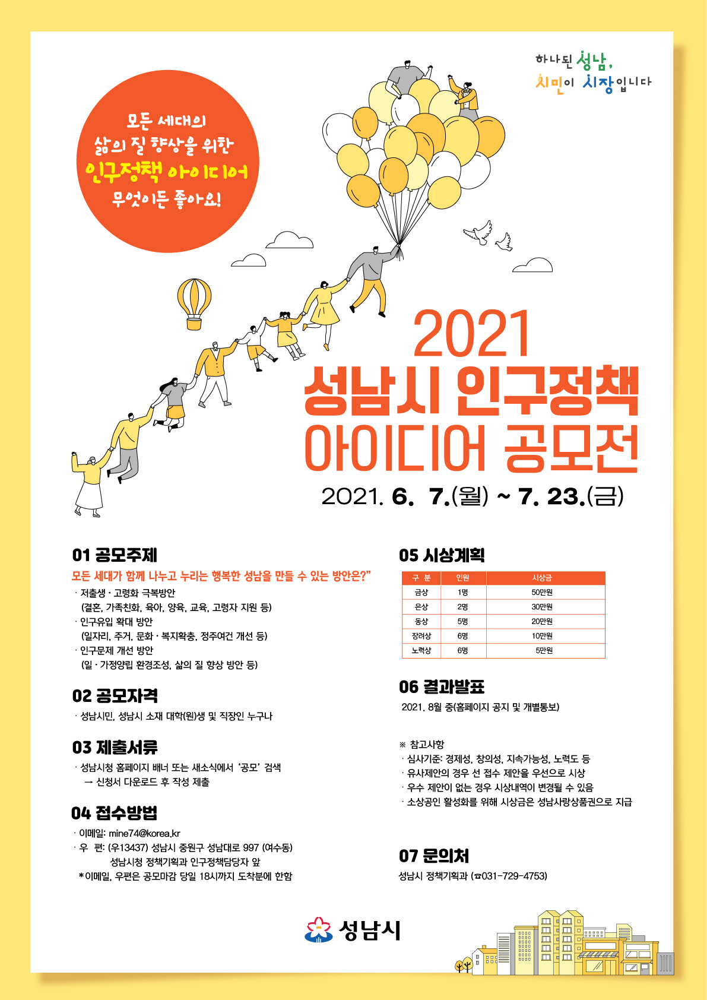 하나된 성남,
시민이 시장입니다
모든 세대의
삶의 질 향상을 위한
인구정책 아이디어
무엇이든 좋아요!
2021
성남시 인구정책
아이디어 공모전
2021. 6. 7.(월) ~ 7. 23.(금)
01 공모주제
모든 세대가 함께 나누고 누리는 행복한 성남을 만들 수 있는 방안은?"
· 저출생 · 고령화 극복방안
(결혼, 가족친화, 육아, 양육, 교육, 고령자 지원 등)
· 인구유입 확대 방안
(일자리, 주거, 문화 · 복지확충, 정주여건 개선 등)
· 인구문제 개선 방안
(일 · 가정양립 환경조성, 삶의 질 향상 방안 등)
02 공모자격
· 성남시민, 성남시 소재 대학(원)생 및 직장인 누구나
03 제출서류
· 성남시청 홈페이지 배너 또는 새소식에서 '공모' 검색
→ 신청서 다운로드 후 작성 제출
04 접수방법
· 이메일: mine74@korea.kr
· 우 편: (우13437) 성남시 중원구 성남대로 997 (여수동)
성남시청 정책기획과 인구정책담당자 앞
*이메일, 우편은 공모마감 당일 18시까지 도착분에 한함
05 시상계획
구 분 인원 시상금
금상 1명 50만원
은상 2명 30만원
동상 5명 20만원
장려상 6명 10만원
노력상 6명 5만원
06 결과발표
2021. 8월 중(홈페이지 공지 및 개별통보)
※ 참고사항
· 심사기준: 경제성, 창의성, 지속가능성, 노력도 등
· 유사제안의 경우 선 접수 제안을 우선으로 시상
· 우수 제안이 없는 경우 시상내역이 변경될 수 있음
· 소상공인 활성화를 위해 시상금은 성남사랑상품권으로 지급
07 문의처
성남시 정책기획과 (☎031-729-4753)
성남시